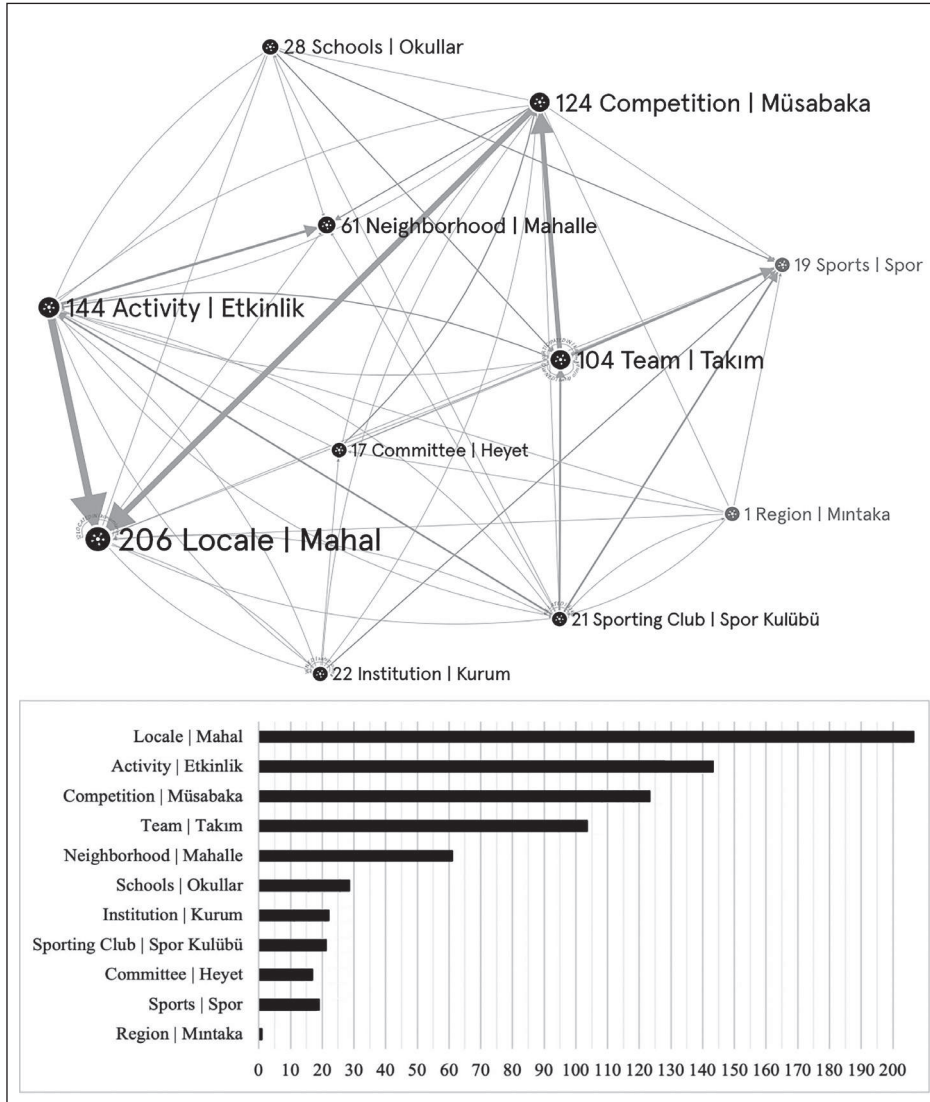 28 Schools | Okullar
124 Competition | Müsabaka
61 Neighborhood | Mahalle
19 Sports | Spor
144 Activity | Etkinlik
104 Team | Takım
17 Committee | Heyet
1 Region | Mıntaka
206 Locale | Mahal
21 Sporting Club | Spor Kulübü
22 Institution | Kurum
Locale | Mahal
Activity | Etkinlik
Competition | Müsabaka
Team | Takım
Neighborhood | Mahalle
Schools | Okullar
Institution | Kurum
Sporting Club | Spor Kulübü
Committee | Heyet
Sports | Spor
Region | Mıntaka
0 10 20 30 40 50 60 70 80 90 100 110 120 130 140 150 160 170 180 190 200